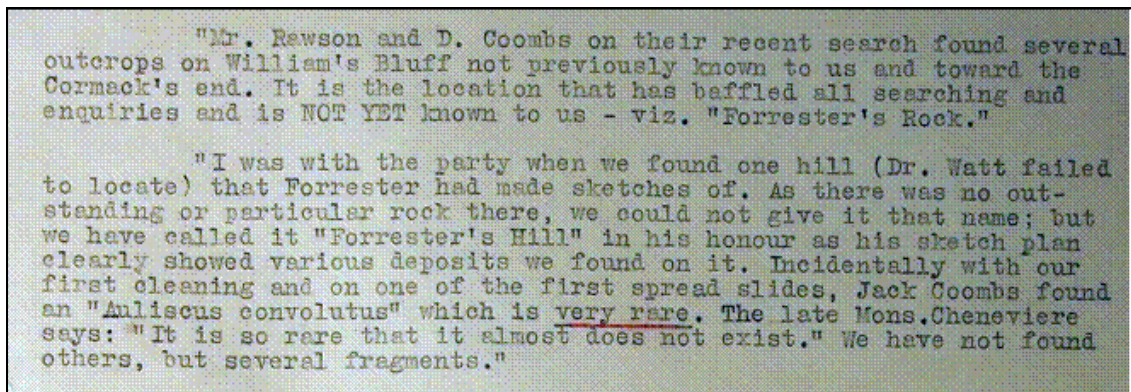 "Mr. Rawson and D. Coombs on their recent search found several
outcrops on William's Bluff not previously known to us and toward the
Cormack's end. It is the location that has baffled all searching and
enquiries and is NOT YET known to us - viz. "Forrester's Rock."
"I was with the party when we found one hill (Dr. Watt failed
to locate) that Forrester had made sketches of. As there was no out-
standing or particular rock there, we could not give it that name; but
we have called it "Forrester's Hill" in his honour as his sketch plan
clearly showed various deposits we found on it. Incidentally with our
first cleaning and on one of the first spread slides, Jack Coombs found
an "Auliscus convolutus" which is very rare. The late Mons.Cheneviere
says: "It is so rare that it almost does not exist." We have not found
others, but several fragments."